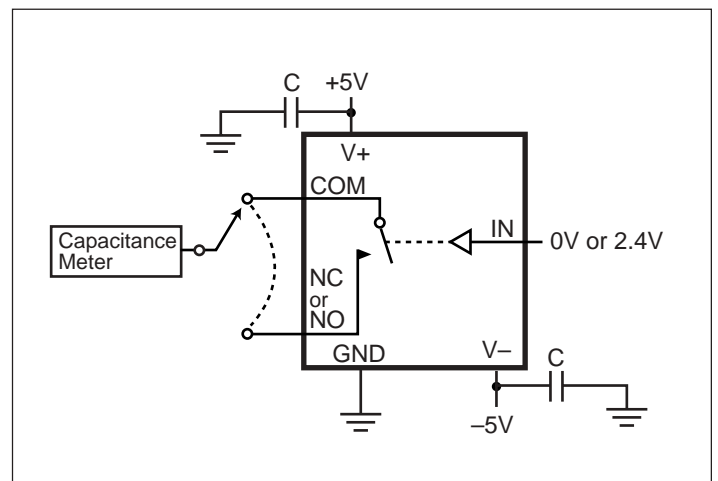 C
+5V
V+
COM
Capacitance
Meter
IN
0V or 2.4V
NC
or
NO
GND
V–
C
–5V